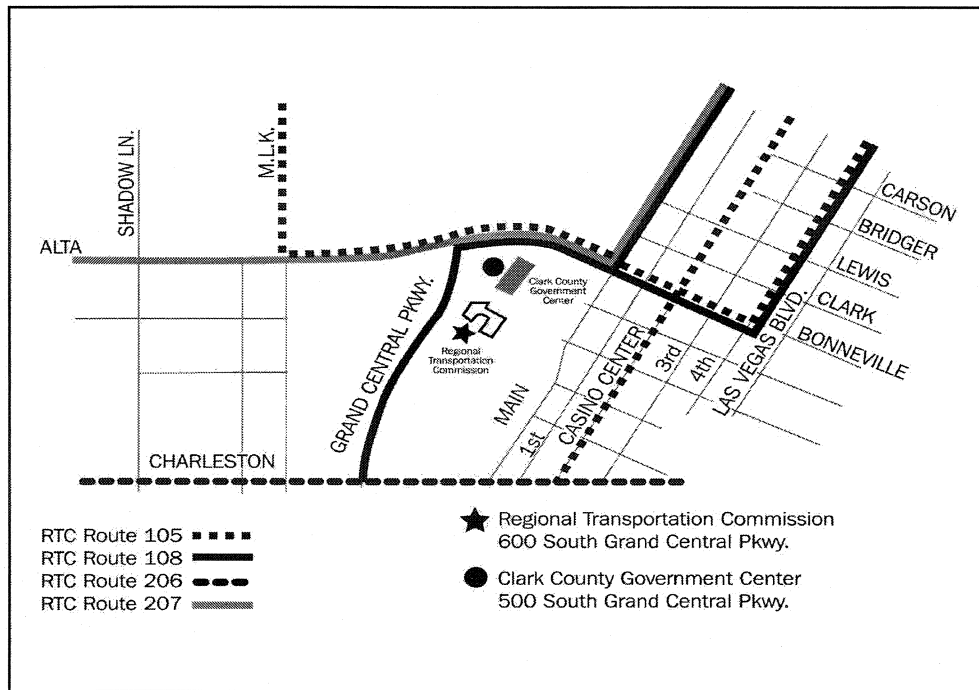 SHADOW LN.
M.L.K.
ALTA
CARSON
BRIDGER
LEWIS
CLARK
BONNEVILLE
Clark County
Government
Center
GRAND CENTRAL PKWY.
Regional
Transportation
Commission
MAIN
1st
CASINO CENTER
3rd
4th
LAS VEGAS BLVD.
CHARLESTON
RTC Route 105
RTC Route 108
RTC Route 206
RTC Route 207
Regional Transportation Commission
600 South Grand Central Pkwy.
Clark County Government Center
500 South Grand Central Pkwy.